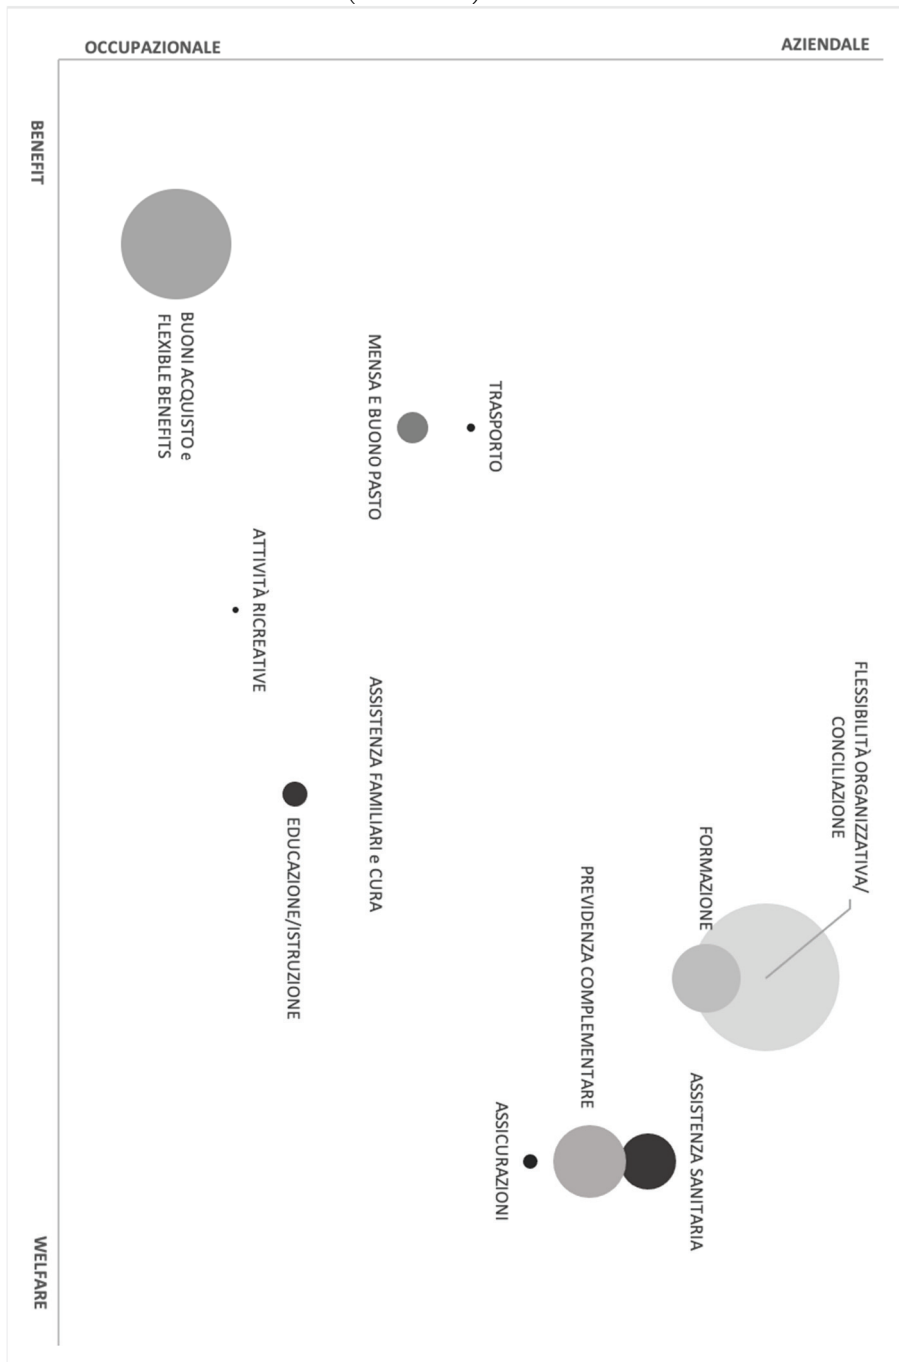 OCCUPAZIONALE
AZIENDALE
BENEFIT
BUONI ACQUISTO e
FLEXIBLE BENEFITS
MENSA E BUONO PASTO
TRASPORTO
ATTIVITÀ RICREATIVE
ASSISTENZA FAMILIARI e CURA
EDUCAZIONE/ISTRUZIONE
FLESSIBILITÀ ORGANIZZATIVA/
CONCILIAZIONE
FORMAZIONE
PREVIDENZA COMPLEMENTARE
ASSISTENZA SANITARIA
ASSICURAZIONI
WELFARE